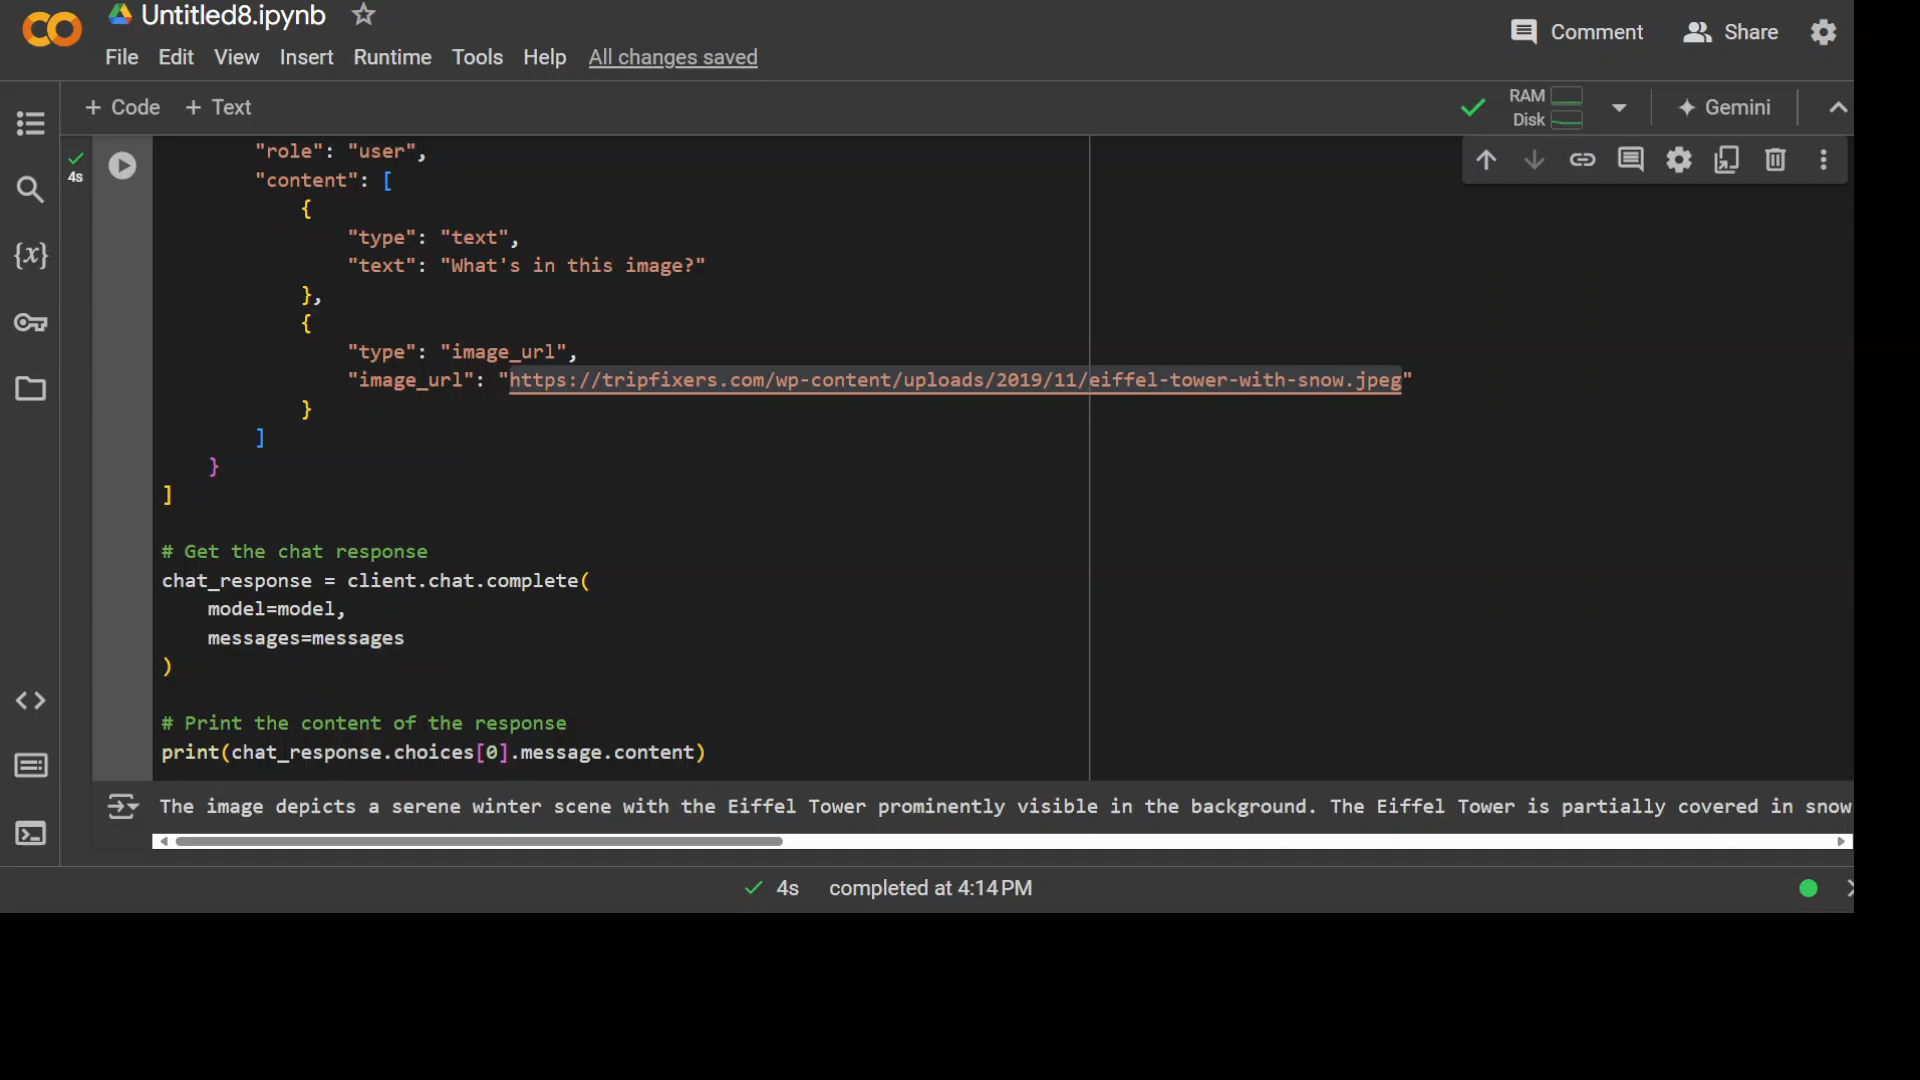 Untitled8.ipynb
File Edit View Insert Runtime Tools Help All changes saved
Comment Share
+ Code + Text
RAM
Disk
Gemini
4s
"role": "user",
"content": [
{
"type": "text",
"text": "What's in this image?"
},
{
"type": "image_url",
"image_url": "https://tripfixers.com/wp-content/uploads/2019/11/eiffel-tower-with-snow.jpeg"
}
]
}
]
# Get the chat response
chat_response = client.chat.complete(
model=model,
messages=messages
)
# Print the content of the response
print(chat_response.choices[0].message.content)
The image depicts a serene winter scene with the Eiffel Tower prominently visible in the background. The Eiffel Tower is partially covered in snow
4s completed at 4:14 PM